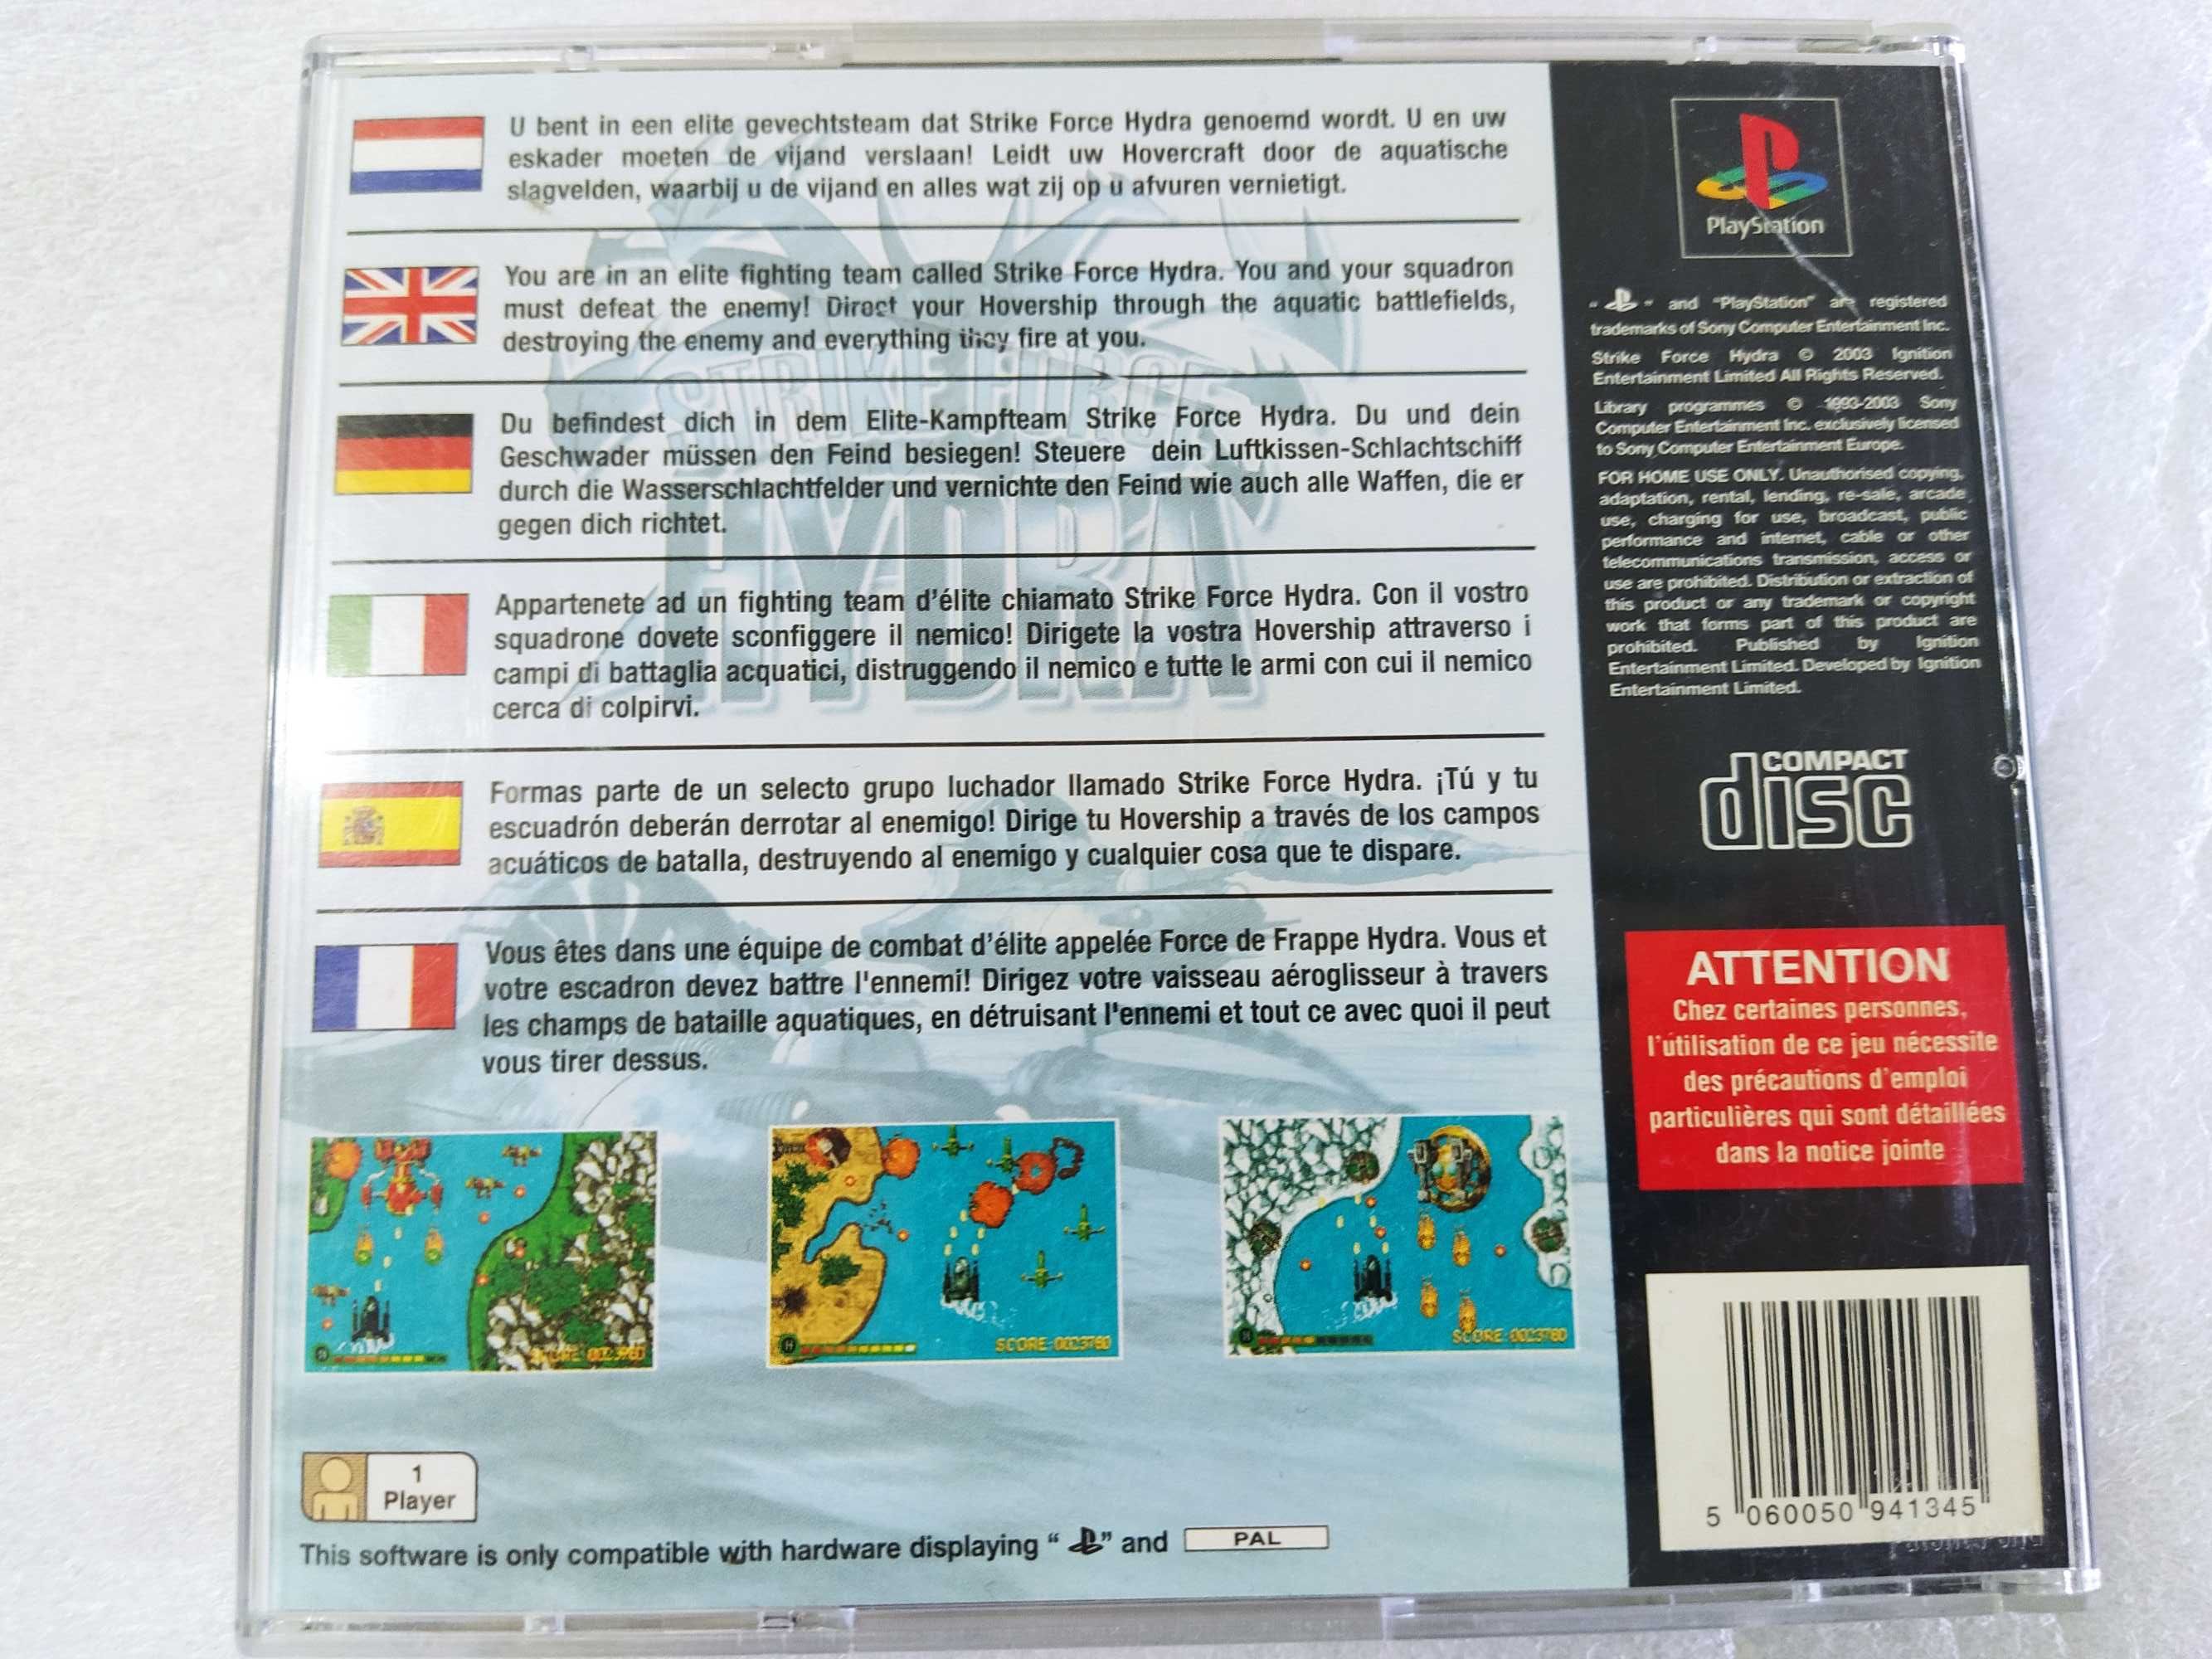 U bent in een elite gevechtsteam dat Strike Force Hydra genoemd wordt. U en uw
eskader moeten de vijand verslaan! Leidt uw Hovercraft door de aquatische
slagvelden, waarbij u de vijand en alles wat zij op u afvuren vernietigt.
You are in an elite fighting team called Strike Force Hydra. You and your squadron
must defeat the enemy! Direct your Hovership through the aquatic battlefields,
destroying the enemy and everything they fire at you.
Du befindest dich in dem Elite-Kampfteam Strike Force Hydra. Du und dein
Geschwader müssen den Feind besiegen! Steuere dein Luftkissen-Schlachtschiff
durch die Wasserschlachtfelder und vernichte den Feind wie auch alle Waffen, die er
gegen dich richtet.
Appartenete ad un fighting team d'élite chiamato Strike Force Hydra. Con il vostro
squadrone dovete sconfiggere il nemico! Dirigete la vostra Hovership attraverso i
campi di battaglia acquatici, distruggendo il nemico e tutte le armi con cui il nemico
cerca di colpirvi.
Formas parte de un selecto grupo luchador llamado Strike Force Hydra. ¡Tú y tu
escuadrón deberán derrotar al enemigo! Dirige tu Hovership a través de los campos
acuáticos de batalla, destruyendo al enemigo y cualquier cosa que te dispare.
Vous êtes dans une équipe de combat d'élite appelée Force de Frappe Hydra. Vous et
votre escadron devez battre l'ennemi! Dirigez votre vaisseau aéroglisseur à travers
les champs de bataille aquatiques, en détruisant l'ennemi et tout ce avec quoi il peut
vous tirer dessus.
STRIKE FORCE
HYDRA
SCORE:0023780
SCORE:0023780
1
Player
This software is only compatible with hardware displaying " " and PAL
PlayStation
" " and "PlayStation" are registered
trademarks of Sony Computer Entertainment Inc.
Strike Force Hydra © 2003 Ignition
Entertainment Limited All Rights Reserved.
Library programmes © 1993-2003 Sony
Computer Entertainment Inc. exclusively licensed
to Sony Computer Entertainment Europe.
FOR HOME USE ONLY. Unauthorised copying,
adaptation, rental, lending, re-sale, arcade
use, charging for use, broadcast, public
performance and internet, cable or other
telecommunications transmission, access or
use are prohibited. Distribution or extraction of
this product or any trademark or copyright
work that forms part of this product are
prohibited. Published by Ignition
Entertainment Limited. Developed by Ignition
Entertainment Limited.
COMPACT
disc
ATTENTION
Chez certaines personnes,
l'utilisation de ce jeu nécessite
des précautions d'emploi
particulières qui sont détaillées
dans la notice jointe
5 060050 941345